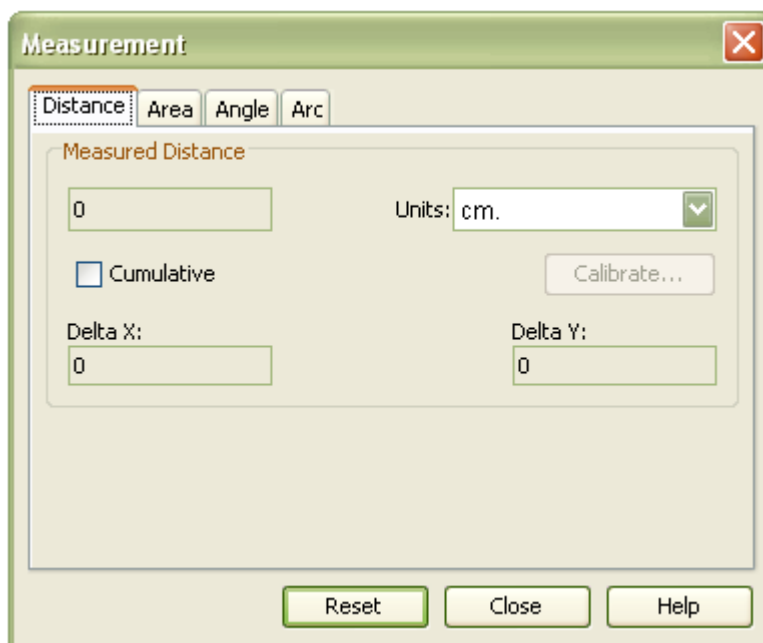 Measurement
Distance Area Angle Arc
Measured Distance
0 Units: cm.
Cumulative Calibrate...
Delta X: Delta Y:
0 0
Reset Close Help